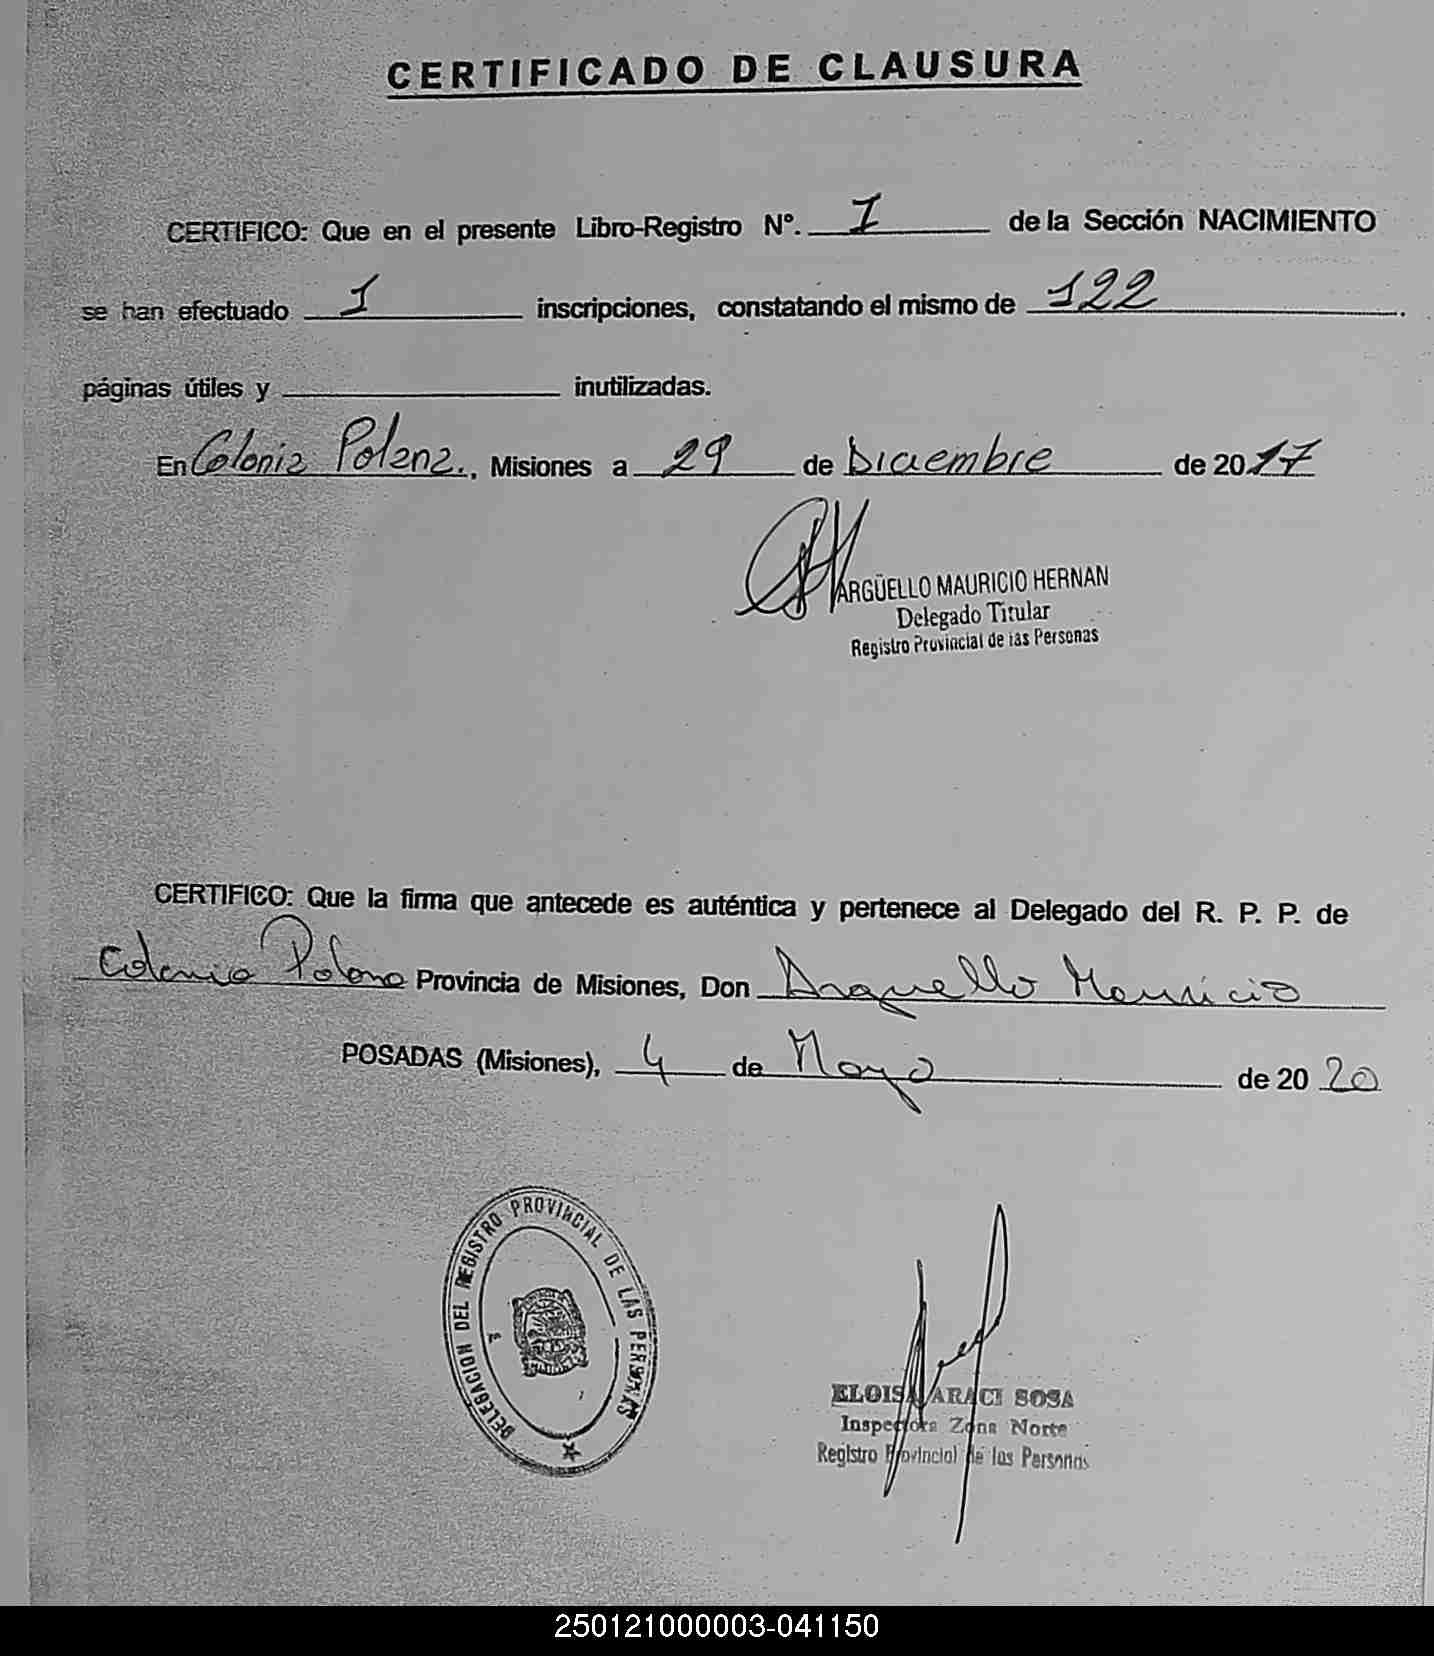 CERTIFICADO DE CLAUSURA
CERTIFICO: Que en el presente Libro-Registro Nº. I de la Sección NACIMIENTO
se han efectuado 1 inscripciones, constatando el mismo de 122
páginas útiles y inutilizadas.
En Colonia Polana., Misiones a 29 de Diciembre de 2017
ARGÜELLO MAURICIO HERNAN
Delegado Titular
Registro Provincial de las Personas
CERTIFICO: Que la firma que antecede es auténtica y pertenece al Delegado del R. P. P. de
Colonia Polana Provincia de Misiones, Don Arguello Mauricio
POSADAS (Misiones), 4 de Mayo de 2020
DELEGACION DEL REGISTRO PROVINCIAL DE LAS PERSONAS
ELOISA ARACI SOSA
Inspectora Zona Norte
Registro Provincial de las Personas
250121000003-041150